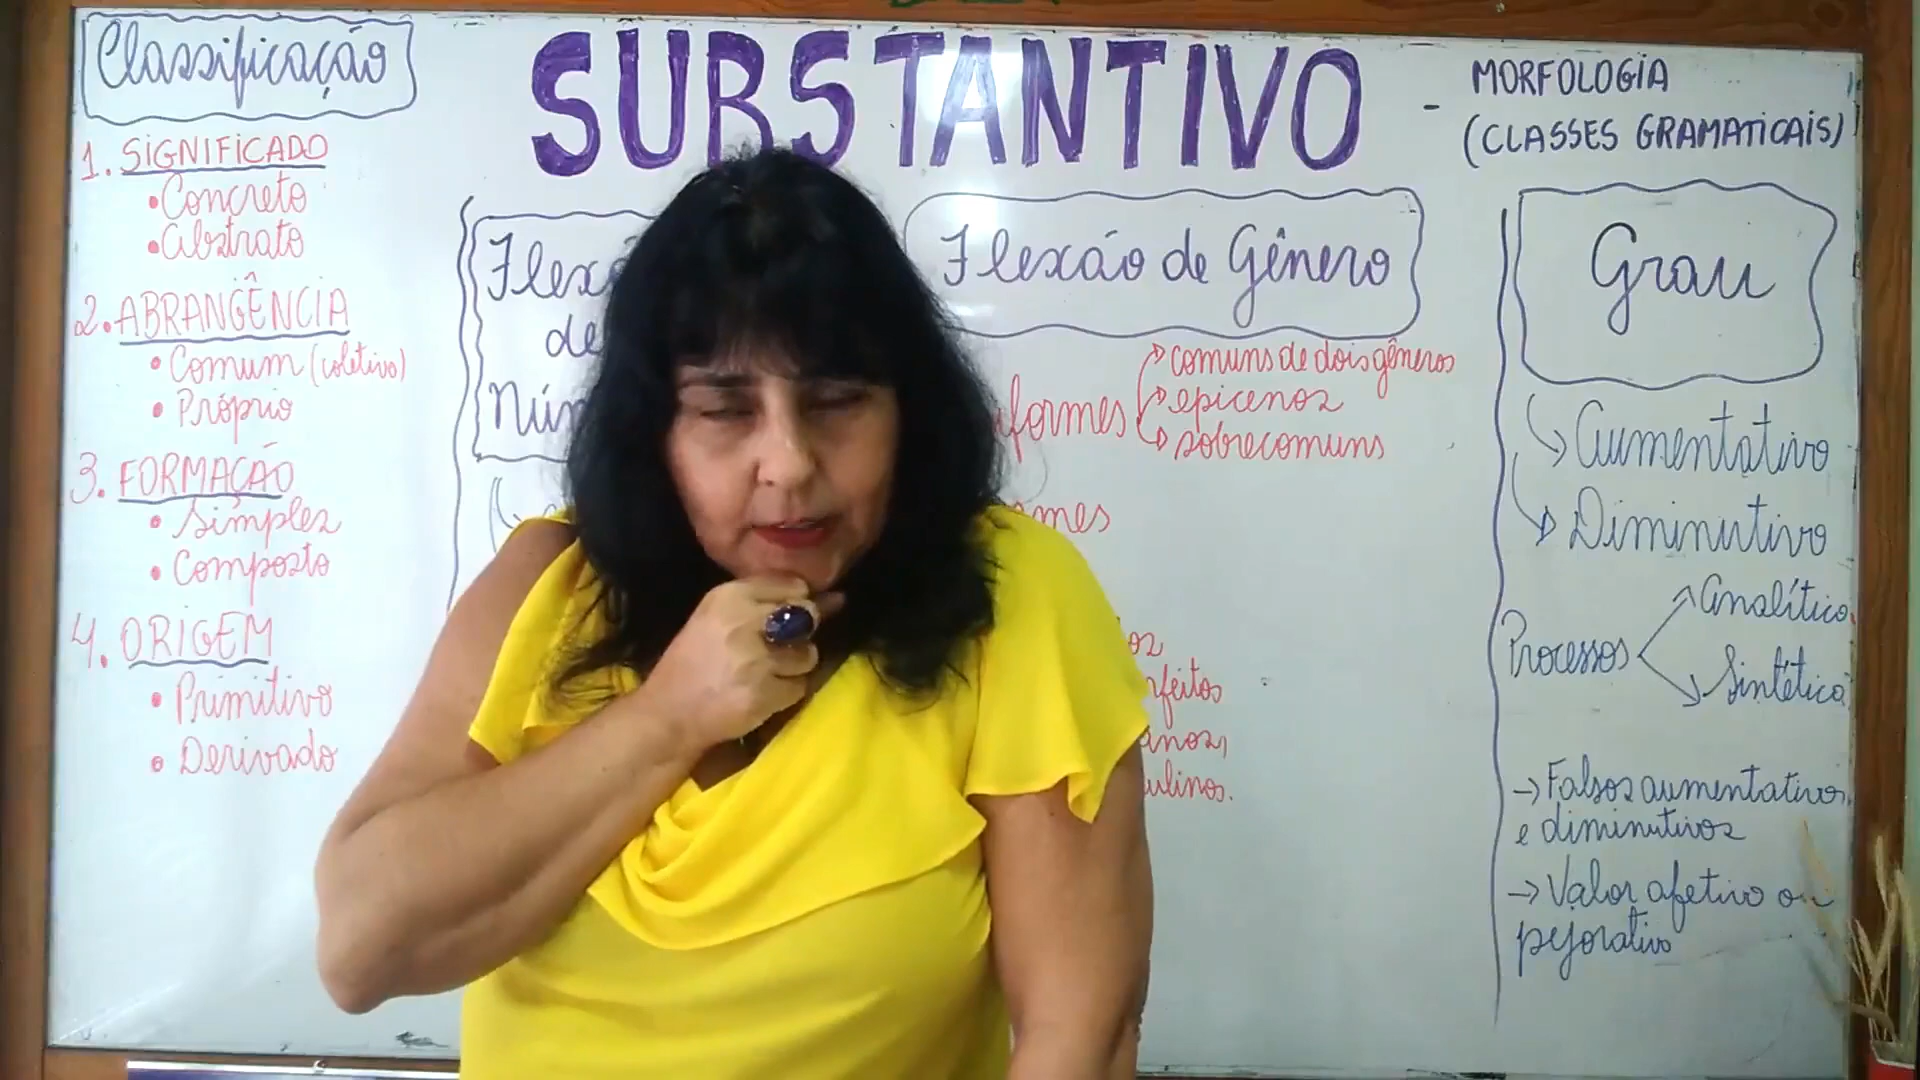 Classificação
SUBSTANTIVO
- MORFOLOGIA
(CLASSES GRAMATICAIS)
1. SIGNIFICADO
• Concreto
• Abstrato
2. ABRANGÊNCIA
• Comum (coletivo)
• Próprio
3. FORMAÇÃO
• Simples
• Composto
4. ORIGEM
• Primitivo
• Derivado
de
Flexão de Gênero
comuns de dois gêneros
epicenos
sobrecomuns
Grau
Aumentativo
Diminutivo
Processos
Analítico
Sintético
→ Falsos aumentativos
e diminutivos
→ Valor afetivo ou
pejorativo